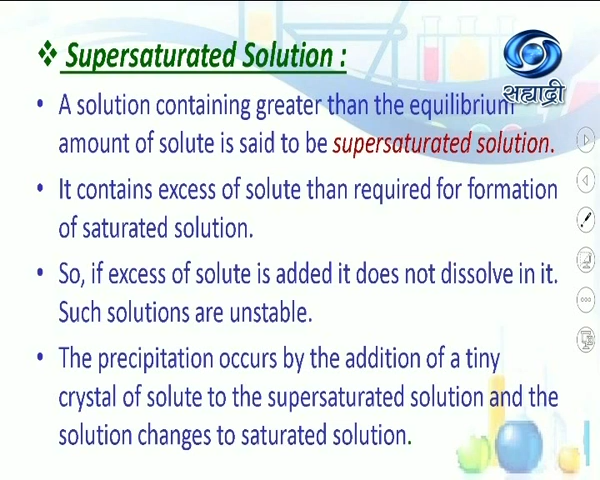 ❖ Supersaturated Solution :
सह्याद्री
• A solution containing greater than the equilibrium
amount of solute is said to be supersaturated solution.
• It contains excess of solute than required for formation
of saturated solution.
• So, if excess of solute is added it does not dissolve in it.
Such solutions are unstable.
• The precipitation occurs by the addition of a tiny
crystal of solute to the supersaturated solution and the
solution changes to saturated solution.